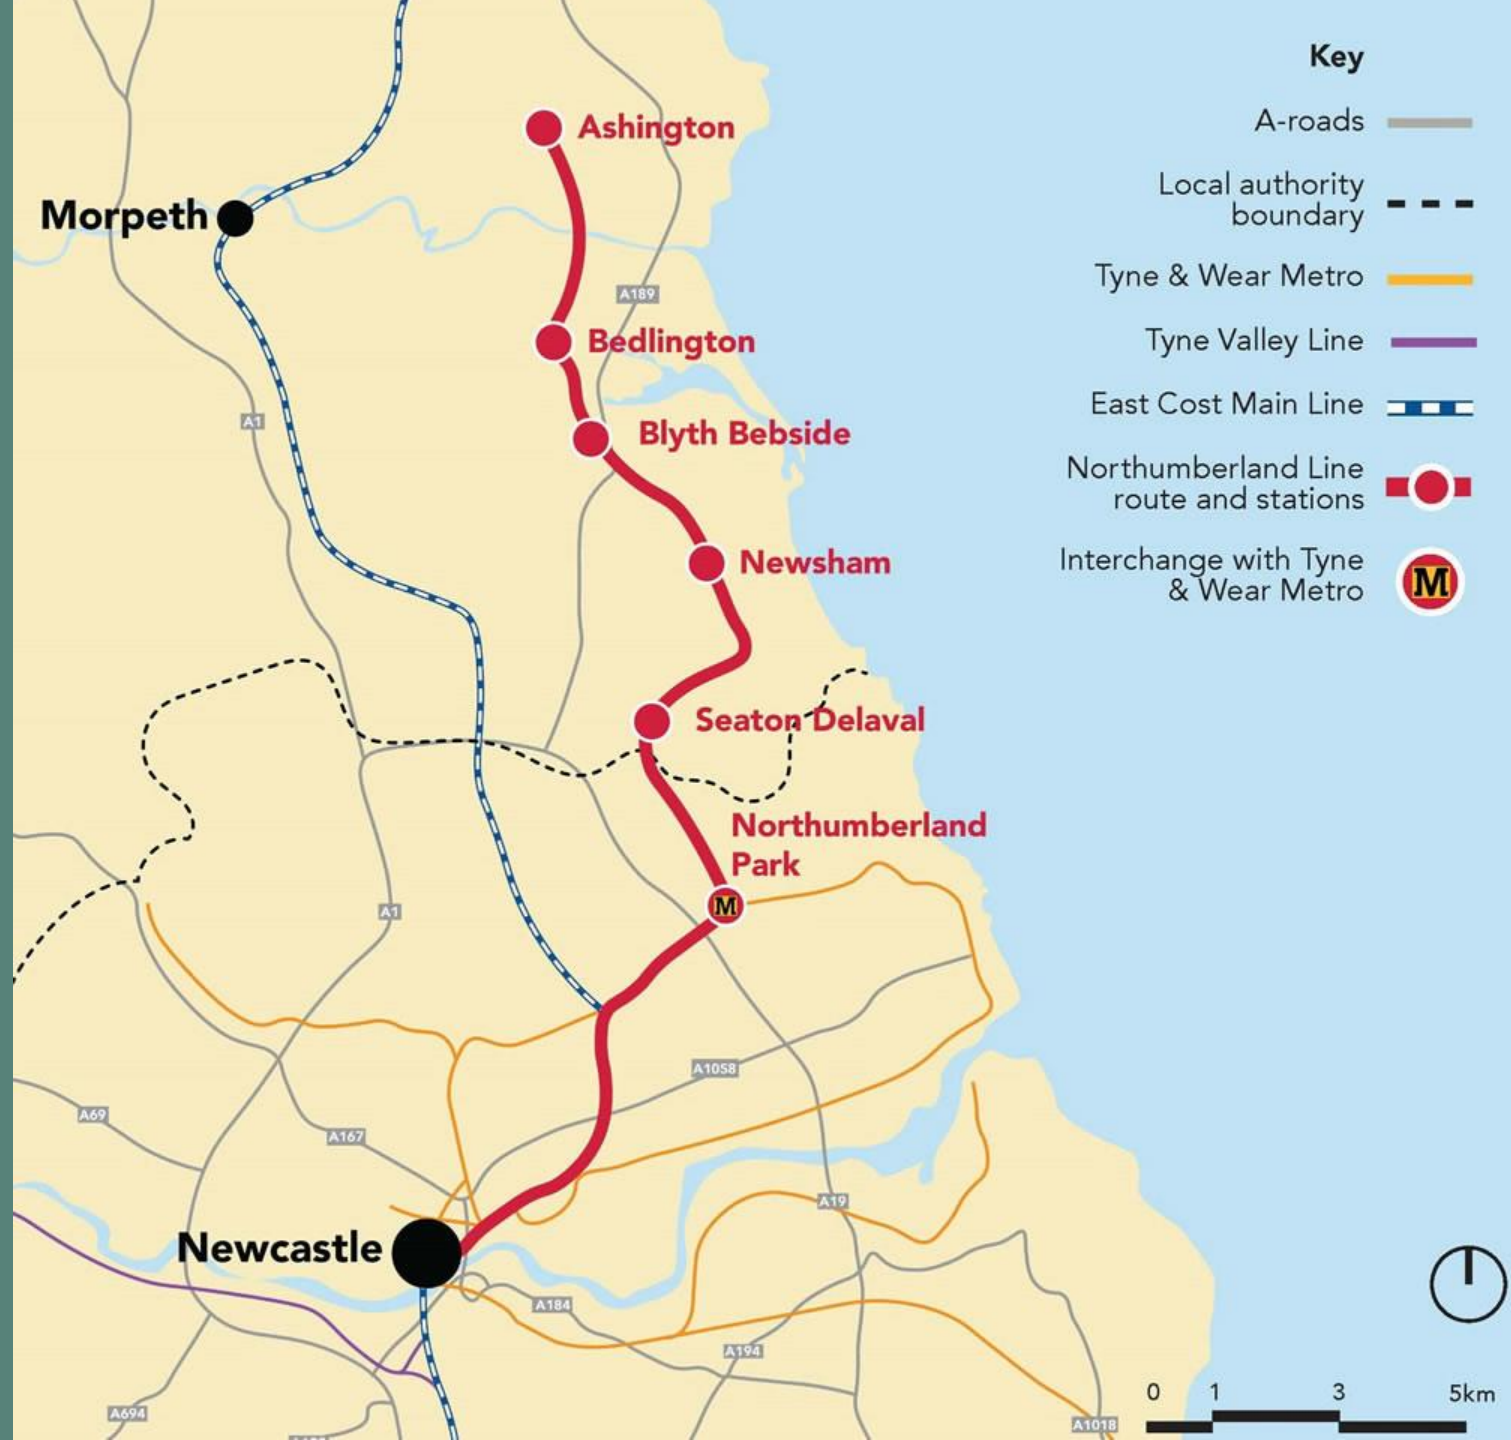 Key
A-roads
Local authority
boundary
Tyne & Wear Metro
Tyne Valley Line
East Cost Main Line
Northumberland Line
route and stations
Interchange with Tyne
& Wear Metro
M
Ashington
Morpeth
A189
Bedlington
A1
Blyth Bebside
Newsham
Seaton Delaval
Northumberland
Park
M
A1
A1058
A69
A167
A19
Newcastle
A184
A194
A694
A1018
0 1 3 5km